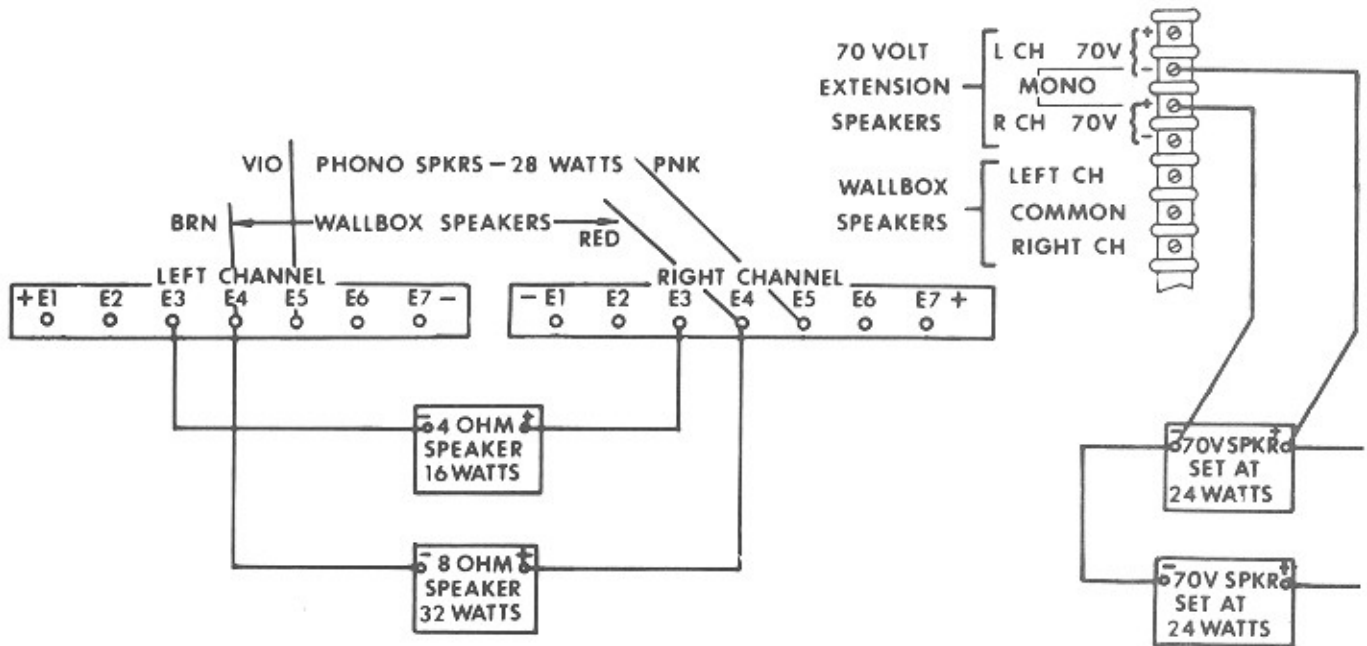 70 VOLT
EXTENSION
SPEAKERS
L CH 70V + -
MONO
R CH 70V + -
WALLBOX
SPEAKERS
LEFT CH
COMMON
RIGHT CH
VIO PHONO SPKRS – 28 WATTS PNK
BRN WALLBOX SPEAKERS RED
LEFT CHANNEL
+ E1 E2 E3 E4 E5 E6 E7 -
RIGHT CHANNEL
- E1 E2 E3 E4 E5 E6 E7 +
- 4 OHM +
SPEAKER
16 WATTS
- 8 OHM +
SPEAKER
32 WATTS
- 70V SPKR +
SET AT
24 WATTS
- 70V SPKR +
SET AT
24 WATTS